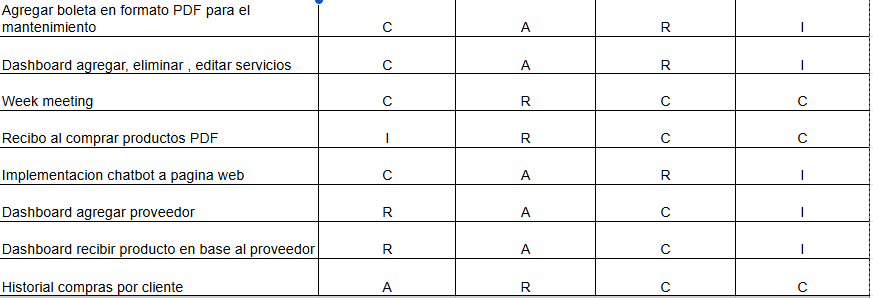 Agregar boleta en formato PDF para el
mantenimiento C A R I
Dashboard agregar, eliminar , editar servicios C A R I
Week meeting C R C C
Recibo al comprar productos PDF I R C C
Implementacion chatbot a pagina web C A R I
Dashboard agregar proveedor R A C I
Dashboard recibir producto en base al proveedor R A C I
Historial compras por cliente A R C C